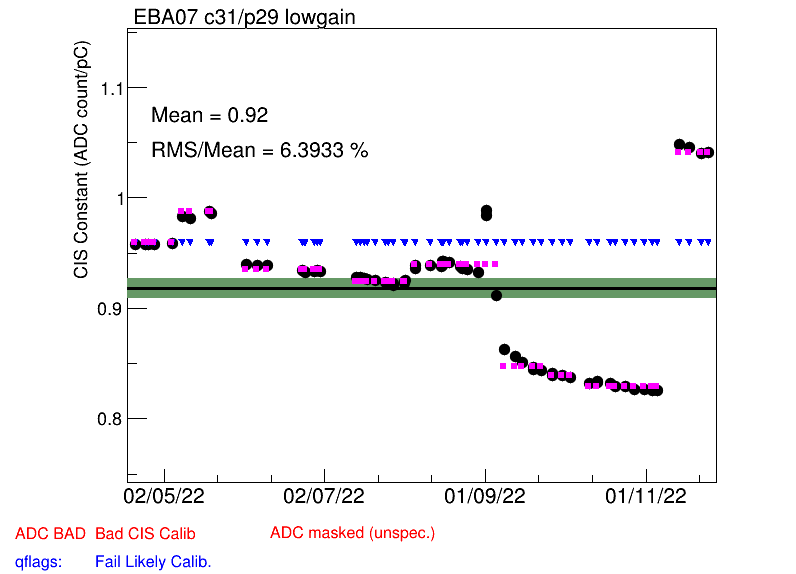 EBA07 c31/p29 lowgain
CIS Constant (ADC count/pC)
Mean = 0.92
RMS/Mean = 6.3933 %
1.1
1
0.9
0.8
02/05/22 02/07/22 01/09/22 01/11/22
ADC BAD Bad CIS Calib ADC masked (unspec.)
qflags: Fail Likely Calib.